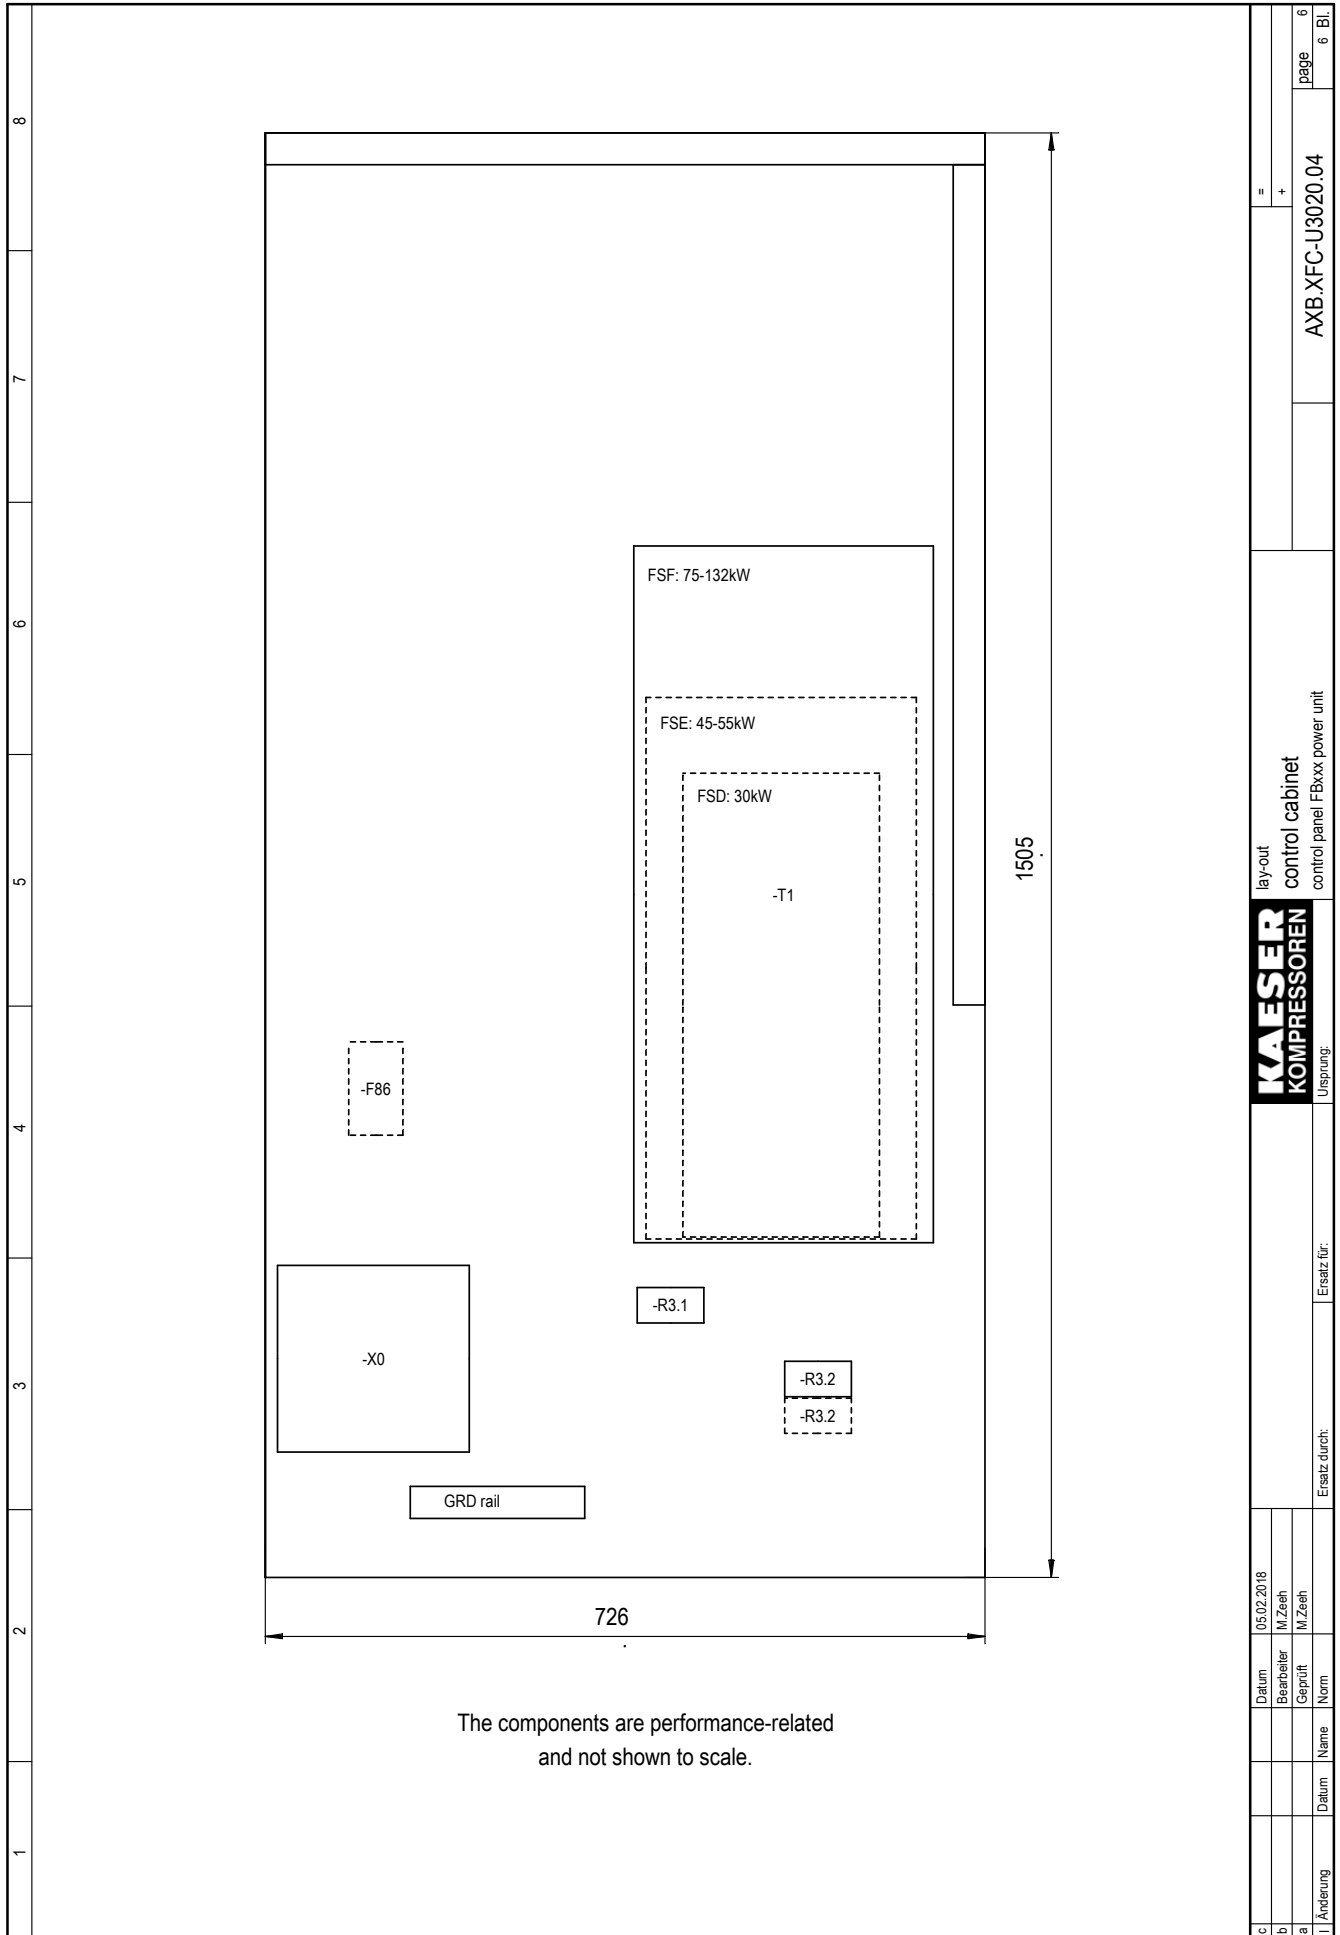 8
7
6
5
4
3
2
1
FSF: 75-132kW
FSE: 45-55kW
FSD: 30kW
-T1
1505
-F86
-X0
-R3.1
-R3.2
-R3.2
GRD rail
726
The components are performance-related
and not shown to scale.
c
b
a
Änderung
Datum
Name
Datum
05.02.2018
Bearbeiter
M.Zeeh
Geprüft
M.Zeeh
Norm
Ersatz durch:
Ersatz für:
Ursprung:
KAESER
KOMPRESSOREN
lay-out
control cabinet
control panel FBxxx power unit
=
+
AXB.XFC-U3020.04
page 6
6 Bl.